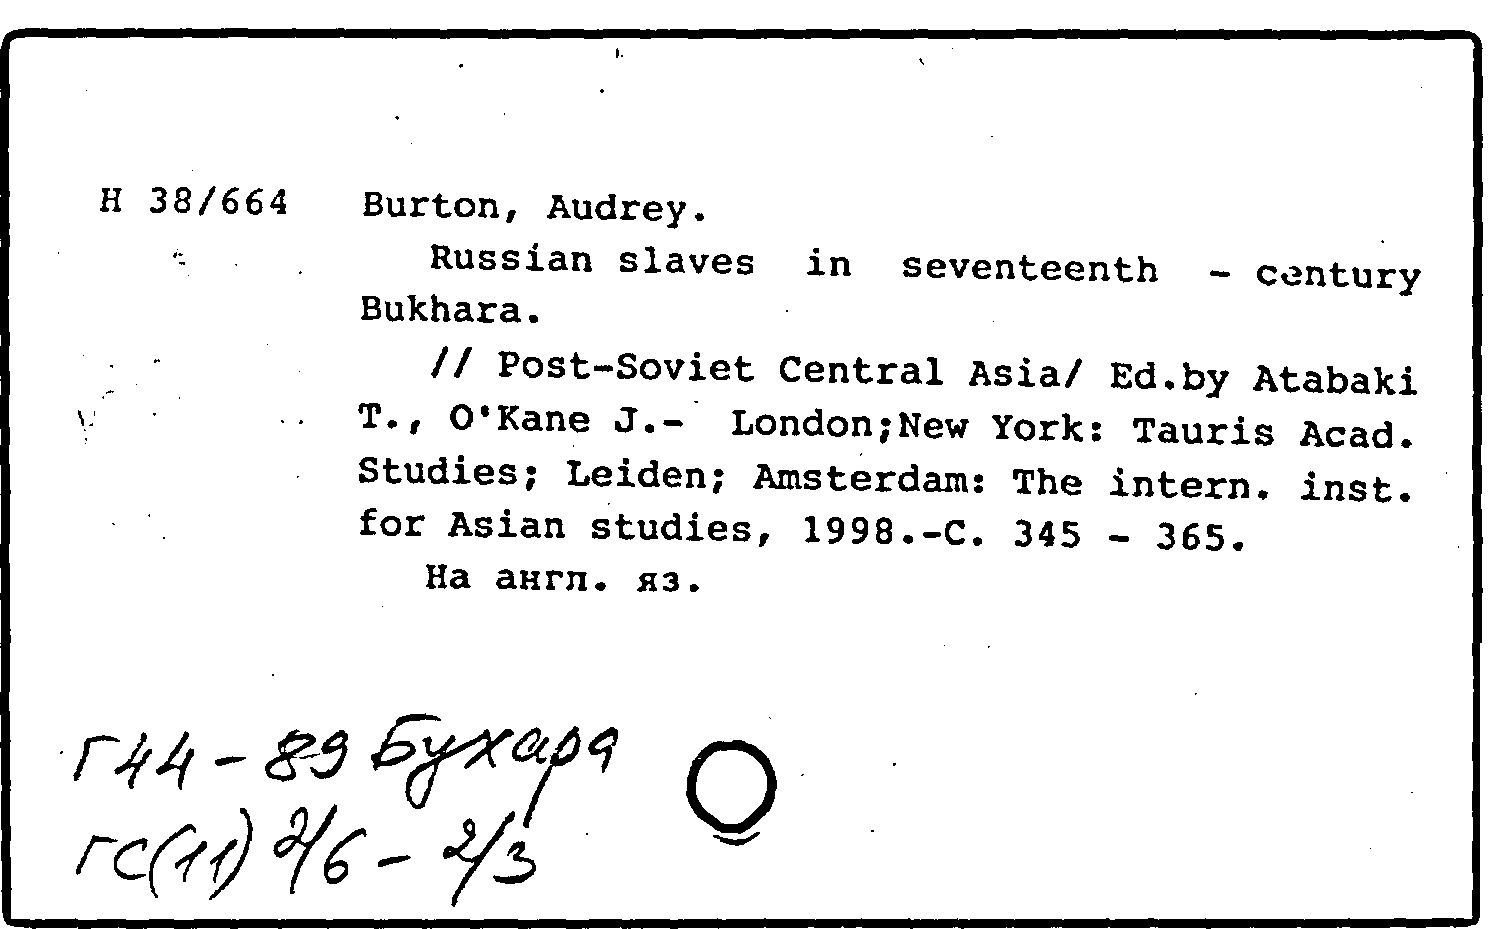 Н 38/664 Burton, Audrey.
Russian slaves in seventeenth - century
Bukhara.
// Post-Soviet Central Asia/ Ed.by Atabaki
T., O'Kane J.- London;New York: Tauris Acad.
Studies; Leiden; Amsterdam: The intern. inst.
for Asian studies, 1998.-С. 345 - 365.
На англ. яз.
Г44-89 Бухара
ГС(11) 2/6 - 2/3